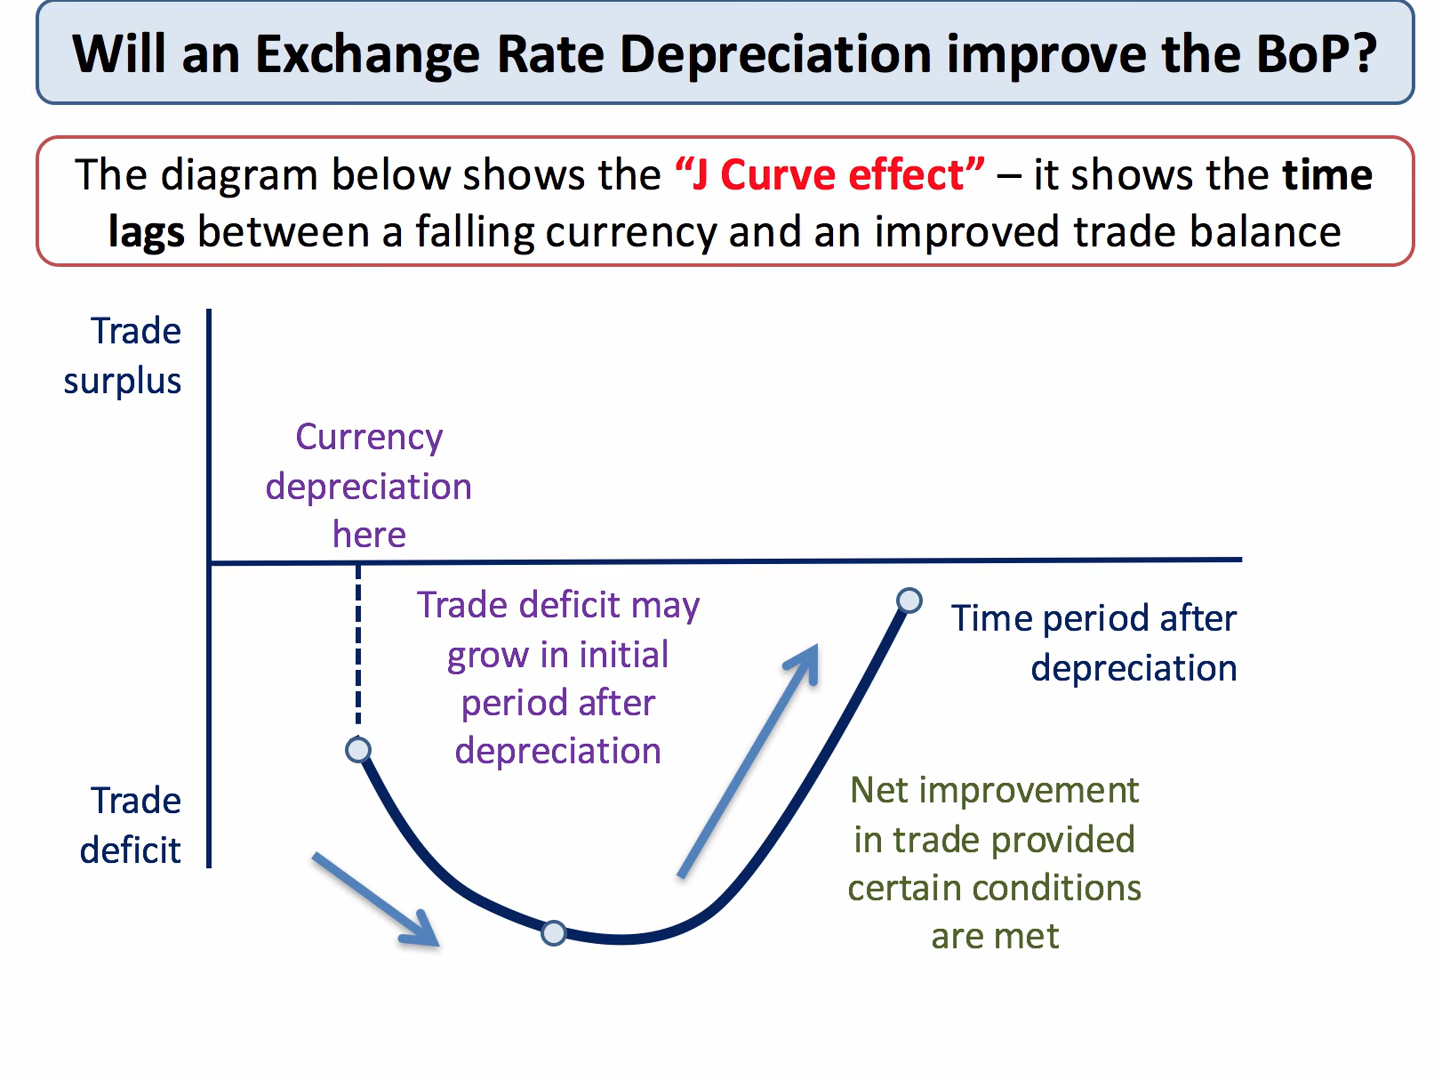 Will an Exchange Rate Depreciation improve the BoP?
The diagram below shows the “J Curve effect” – it shows the time
lags between a falling currency and an improved trade balance
Trade
surplus
Currency
depreciation
here
Trade deficit may
grow in initial
period after
depreciation
Time period after
depreciation
Trade
deficit
Net improvement
in trade provided
certain conditions
are met